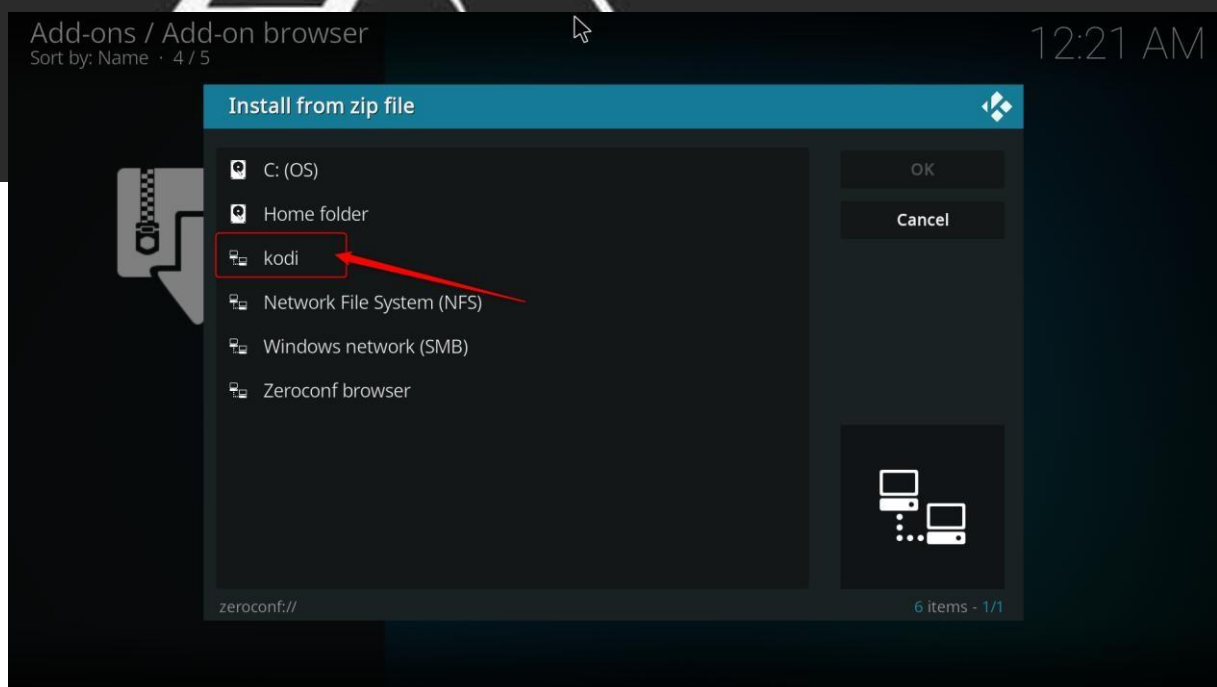 Add-ons / Add-on browser
Sort by: Name · 4 / 5
12:21 AM
Install from zip file
C: (OS)
Home folder
kodi
Network File System (NFS)
Windows network (SMB)
Zeroconf browser
OK
Cancel
zeroconf://
6 items - 1/1